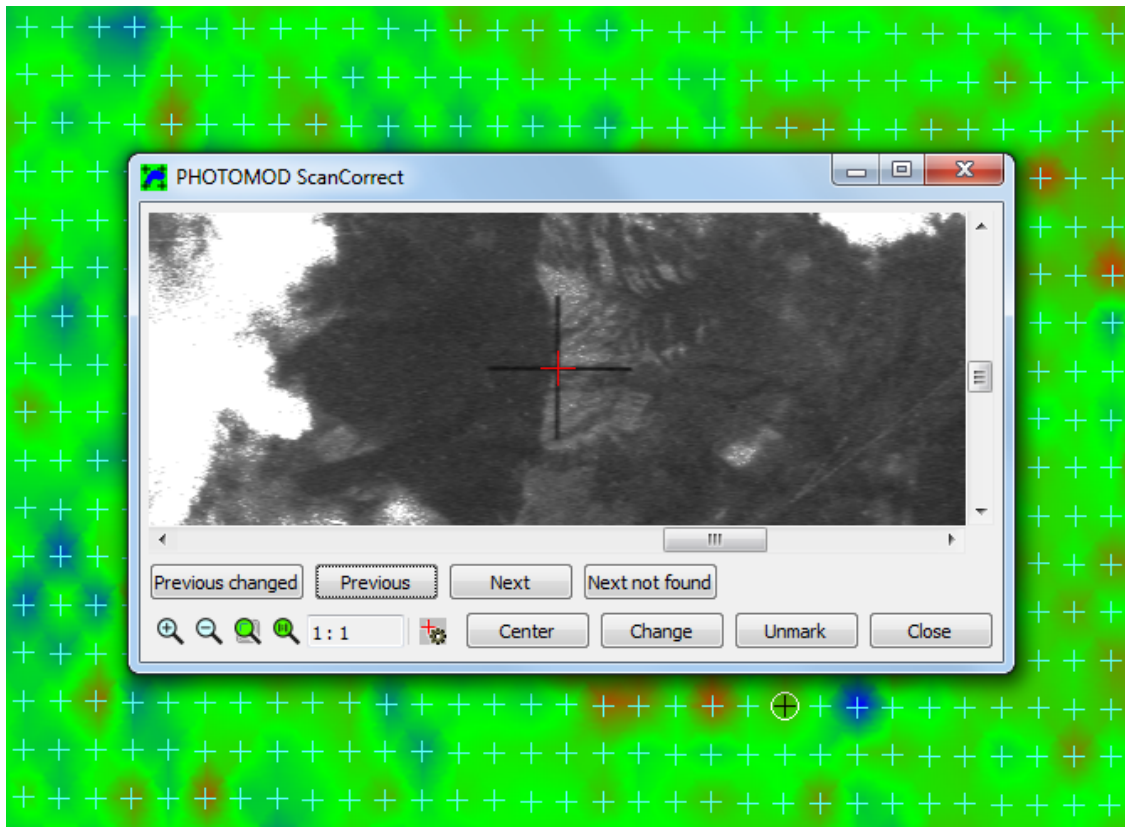 PHOTOMOD ScanCorrect
Previous changed Previous Next Next not found
1 : 1 Center Change Unmark Close